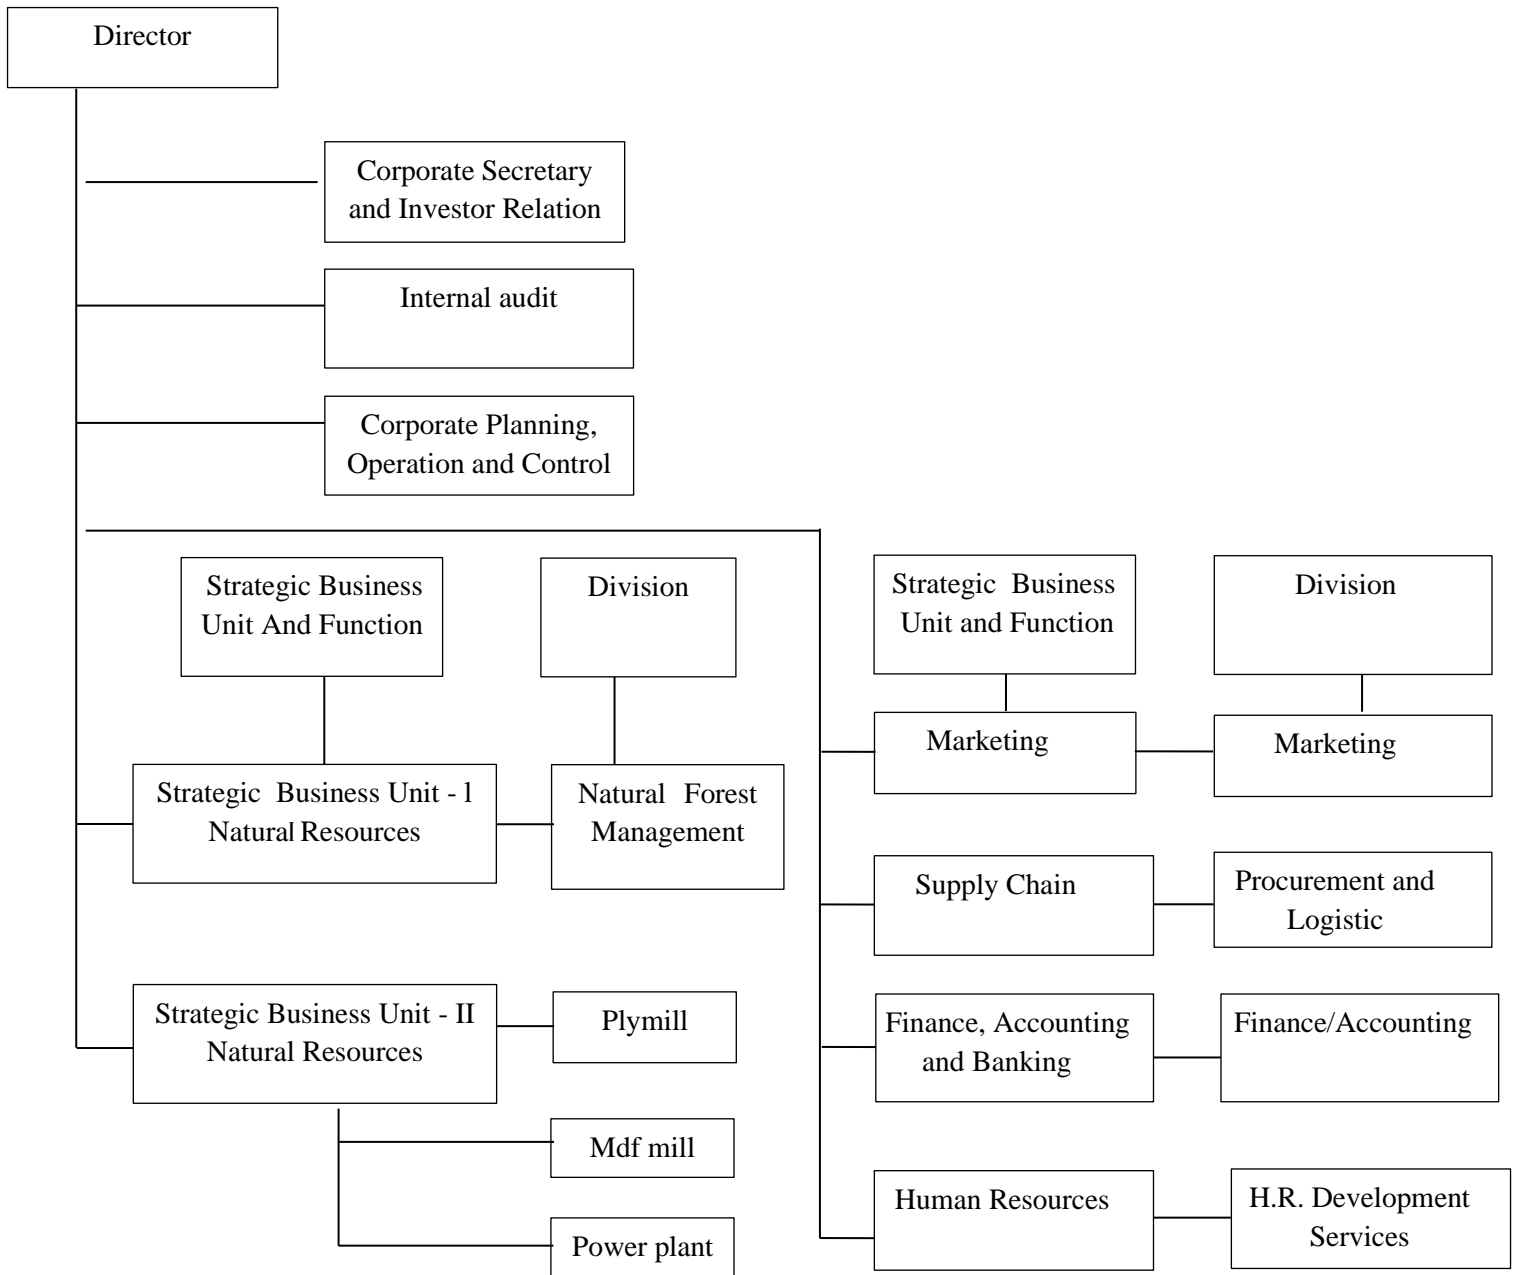 Director
Corporate Secretary
and Investor Relation
Internal audit
Corporate Planning,
Operation and Control
Strategic Business
Unit And Function
Division
Strategic Business
Unit and Function
Division
Marketing
Marketing
Strategic Business Unit - l
Natural Resources
Natural Forest
Management
Supply Chain
Procurement and
Logistic
Strategic Business Unit - II
Natural Resources
Plymill
Finance, Accounting
and Banking
Finance/Accounting
Mdf mill
Human Resources
H.R. Development
Services
Power plant